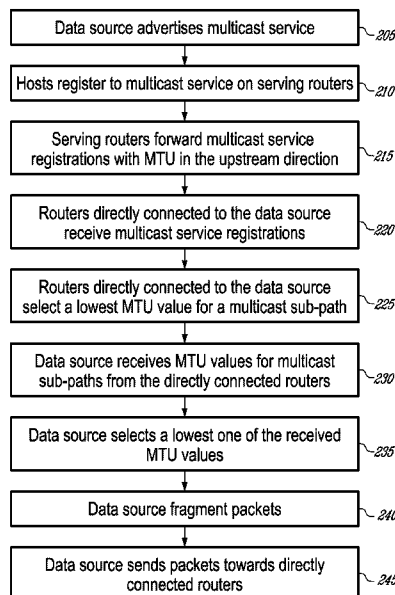 Data source advertises multicast service
205
Hosts register to multicast service on serving routers
210
Serving routers forward multicast service
registrations with MTU in the upstream direction
215
Routers directly connected to the data source
receive multicast service registrations
220
Routers directly connected to the data source
select a lowest MTU value for a multicast sub-path
225
Data source receives MTU values for multicast
sub-paths from the directly connected routers
230
Data source selects a lowest one of the received
MTU values
235
Data source fragment packets
240
Data source sends packets towards directly
connected routers
245